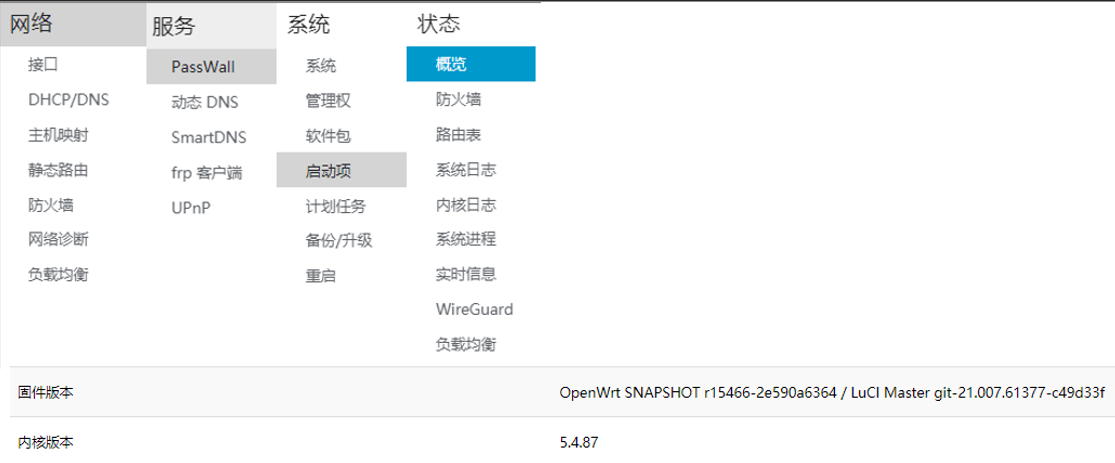 网络
接口
DHCP/DNS
主机映射
静态路由
防火墙
网络诊断
负载均衡
服务
PassWall
动态 DNS
SmartDNS
frp 客户端
UPnP
系统
系统
管理权
软件包
启动项
计划任务
备份/升级
重启
状态
概览
防火墙
路由表
系统日志
内核日志
系统进程
实时信息
WireGuard
负载均衡
固件版本 OpenWrt SNAPSHOT r15466-2e590a6364 / LuCI Master git-21.007.61377-c49d33f
内核版本 5.4.87